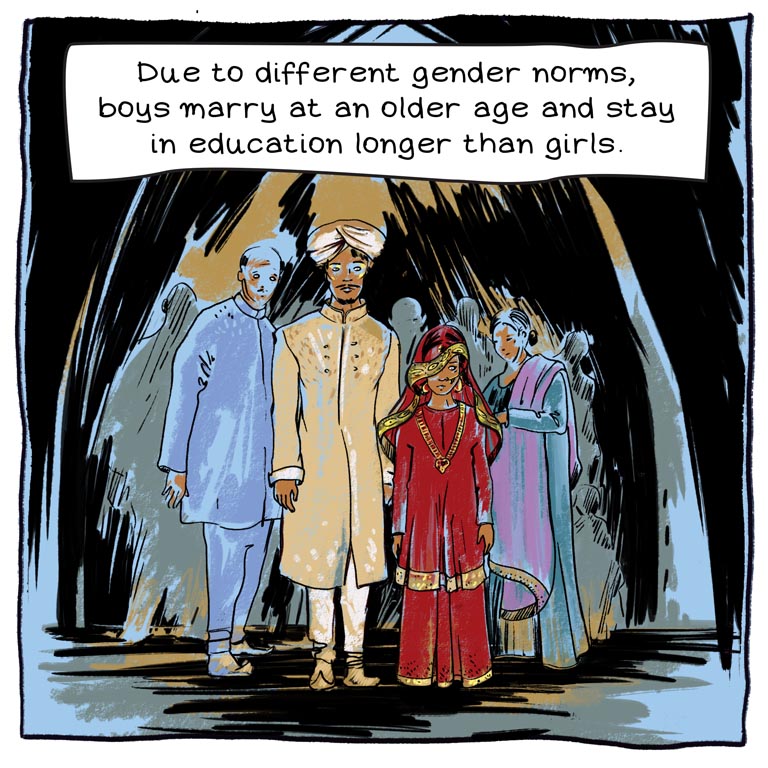 Due to different gender norms,
boys marry at an older age and stay
in education longer than girls.